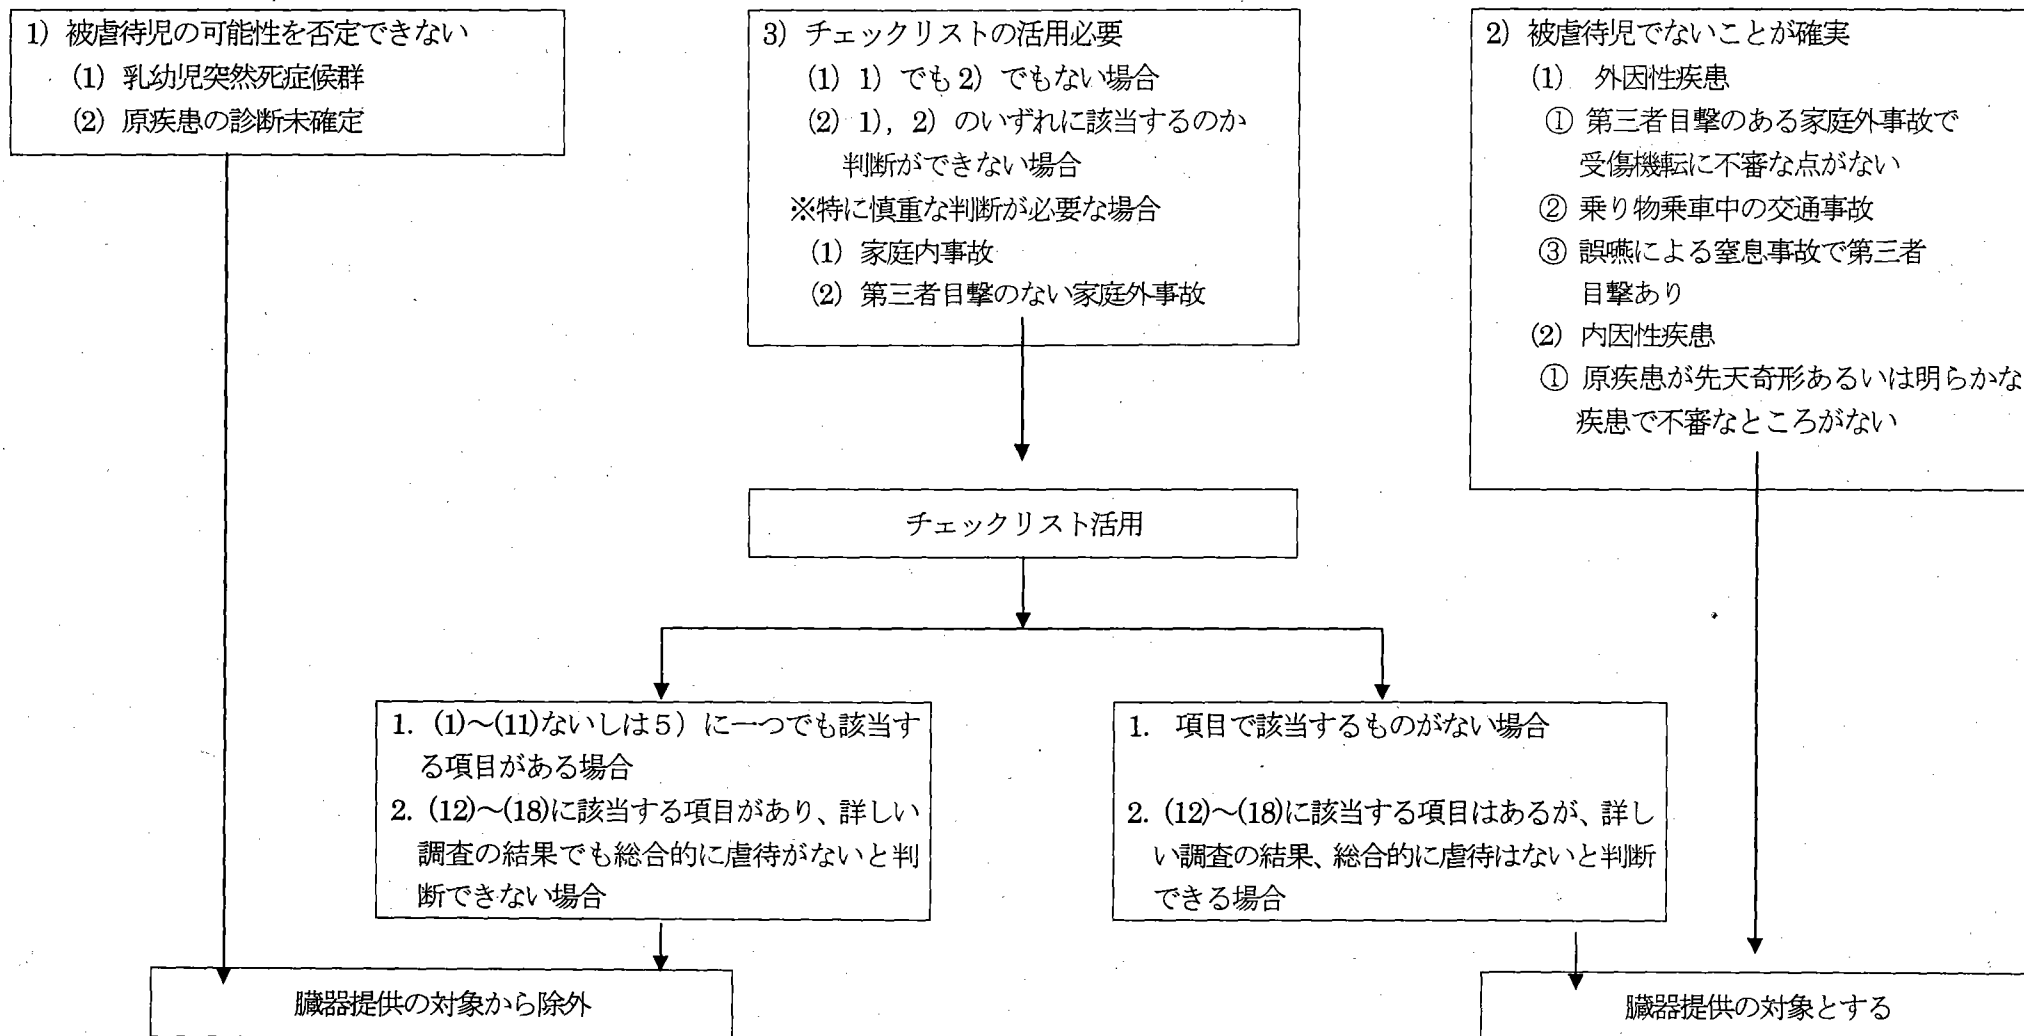 1) 被虐待児の可能性を否定できない
(1) 乳幼児突然死症候群
(2) 原疾患の診断未確定
3) チェックリストの活用必要
(1) 1) でも 2) でもない場合
(2) 1), 2) のいずれに該当するのか
判断ができない場合
※特に慎重な判断が必要な場合
(1) 家庭内事故
(2) 第三者目撃のない家庭外事故
2) 被虐待児でないことが確実
(1) 外因性疾患
① 第三者目撃のある家庭外事故で
受傷機転に不審な点がない
② 乗り物乗車中の交通事故
③ 誤嚥による窒息事故で第三者
目撃あり
(2) 内因性疾患
① 原疾患が先天奇形あるいは明らかな
疾患で不審なところがない
チェックリスト活用
1. (1)～(11)ないしは5) に一つでも該当す
る項目がある場合
2. (12)～(18)に該当する項目があり、詳しい
調査の結果でも総合的に虐待がないと判
断できない場合
1. 項目で該当するものがない場合
2. (12)～(18)に該当する項目はあるが、詳し
い調査の結果、総合的に虐待はないと判断
できる場合
臓器提供の対象から除外
臓器提供の対象とする